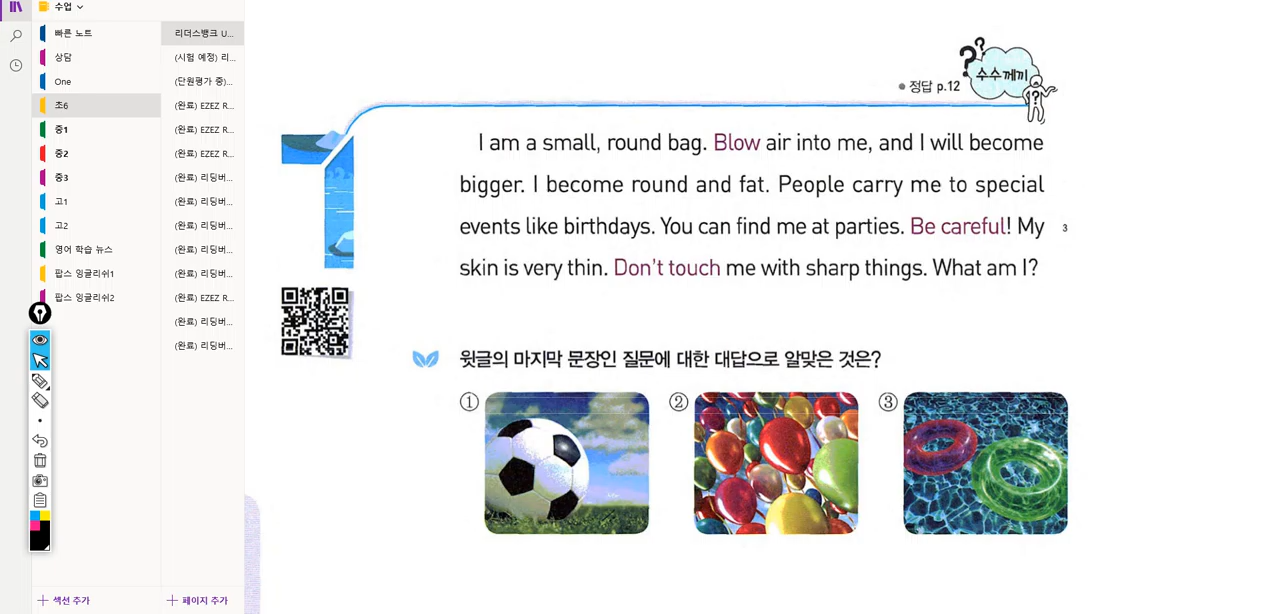 수업
빠른 노트
상담
One
초6
중1
중2
중3
고1
고2
영어 학습 뉴스
팝스 잉글리쉬1
팝스 잉글리쉬2
섹션 추가
리더스뱅크 U...
(시험 예정) 리...
(단원평가 중)...
(완료) EZEZ R...
(완료) EZEZ R...
(완료) EZEZ R...
(완료) 리딩버...
(완료) 리딩버...
(완료) 리딩버...
(완료) 리딩버...
(완료) 리딩버...
(완료) EZEZ R...
(완료) 리딩버...
(완료) 리딩버...
페이지 추가
정답 p.12
수수께끼
1
I am a small, round bag. Blow air into me, and I will become
bigger. I become round and fat. People carry me to special
events like birthdays. You can find me at parties. Be careful! My 3
skin is very thin. Don't touch me with sharp things. What am I?
윗글의 마지막 문장인 질문에 대한 대답으로 알맞은 것은?
① ② ③